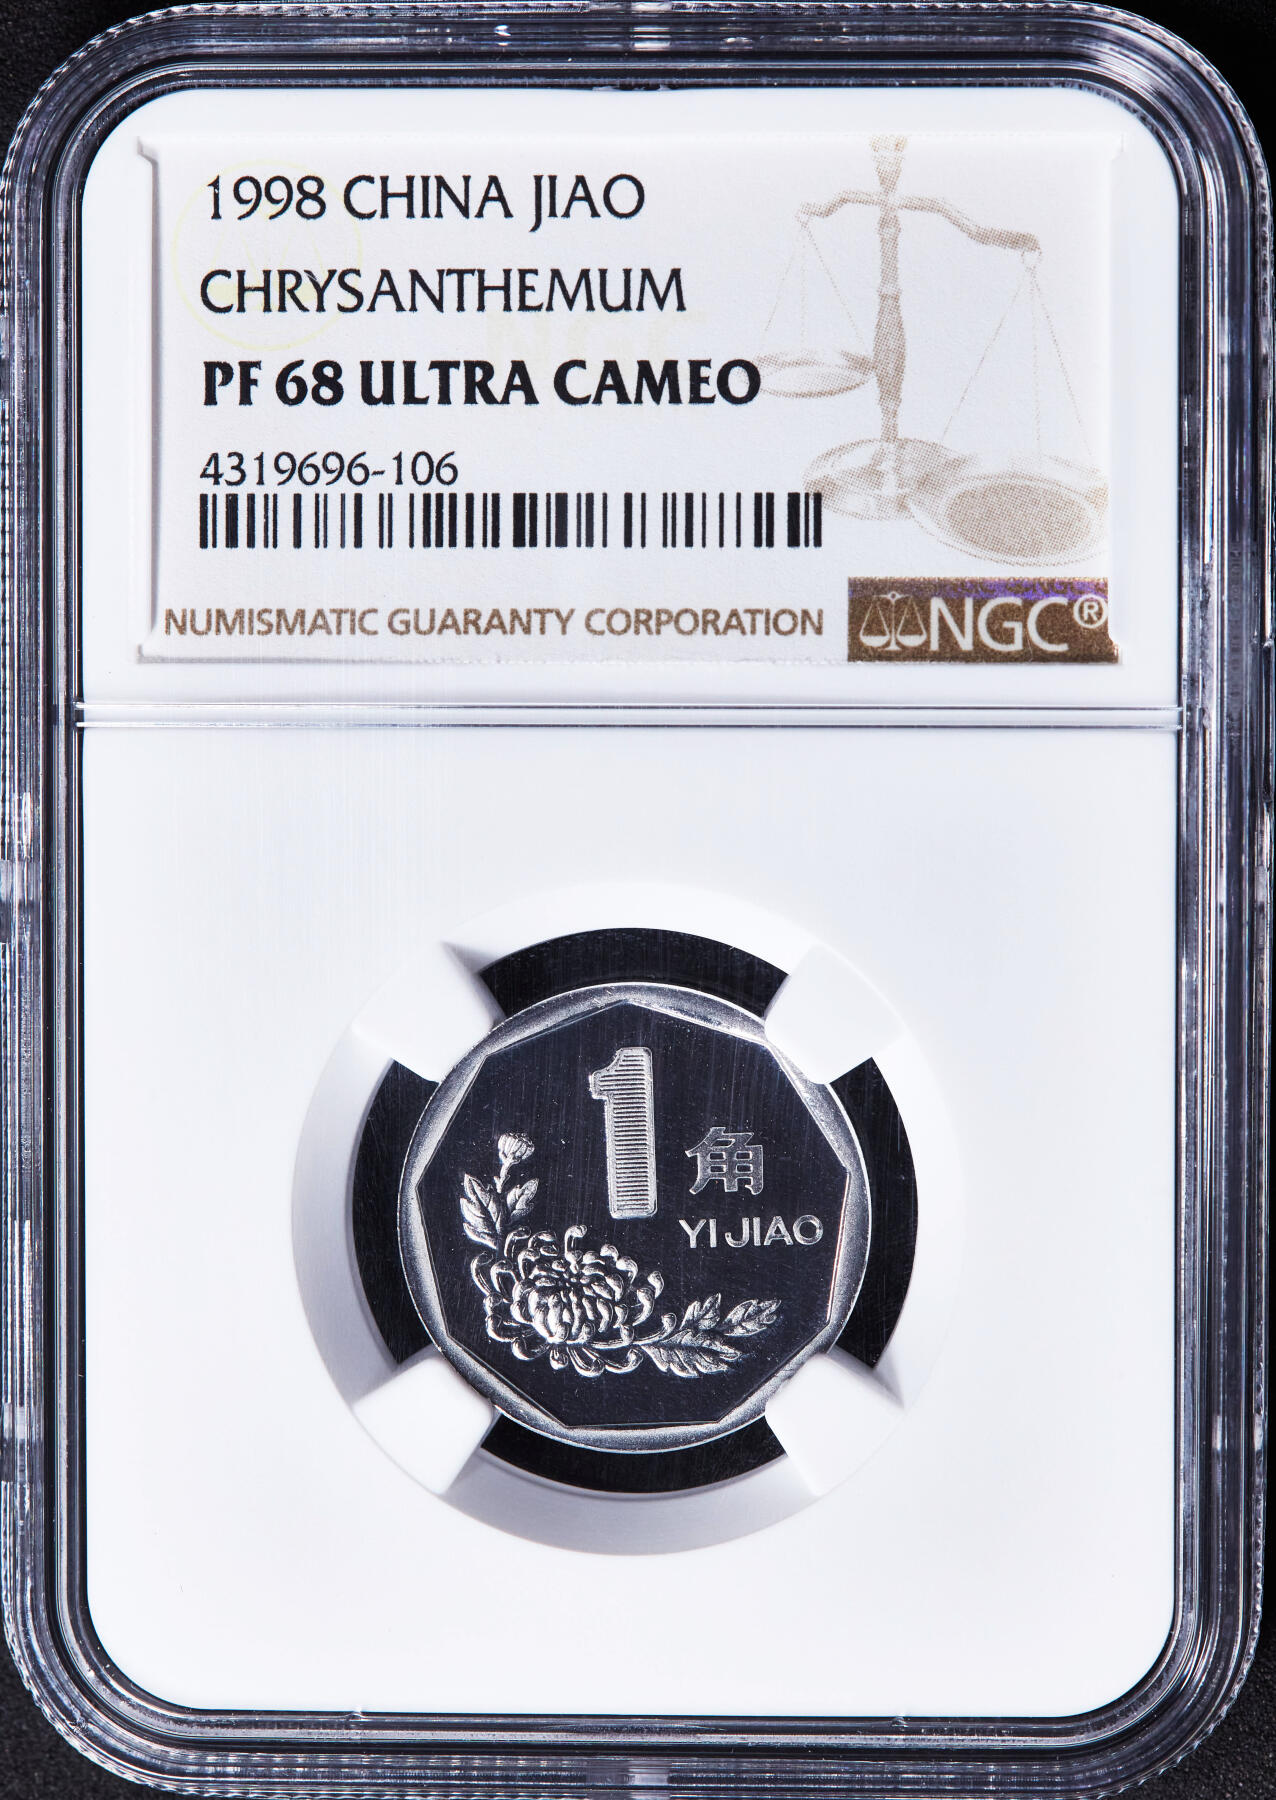 1998 CHINA JIAO
CHRYSANTHEMUM
PF 68 ULTRA CAMEO
4319696-106
NUMISMATIC GUARANTY CORPORATION
NGC®
1
角
YI JIAO